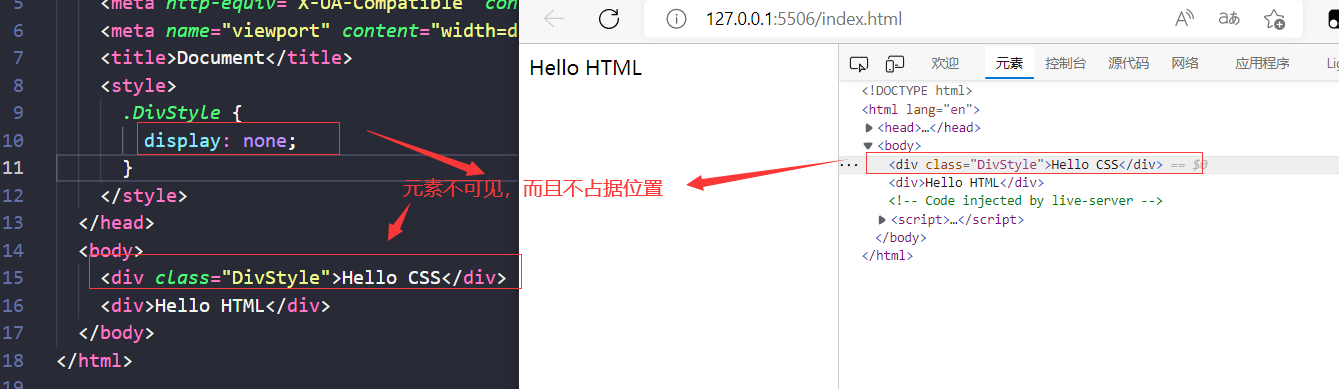 5 <meta http-equiv="X-UA-Compatible" con
6 <meta name="viewport" content="width=d
7 <title>Document</title>
8 <style>
9 .DivStyle {
10 display: none;
11 }
12 </style>
13 </head>
14 <body>
15 <div class="DivStyle">Hello CSS</div>
16 <div>Hello HTML</div>
17 </body>
18 </html>
19
元素不可见，而且不占据位置
127.0.0.1:5506/index.html
A
aあ
Hello HTML
欢迎 元素 控制台 源代码 网络 应用程序 Lig
<!DOCTYPE html>
<html lang="en">
<head>…</head>
<body>
··· <div class="DivStyle">Hello CSS</div> == $0
<div>Hello HTML</div>
<!-- Code injected by live-server -->
<script>…</script>
</body>
</html>